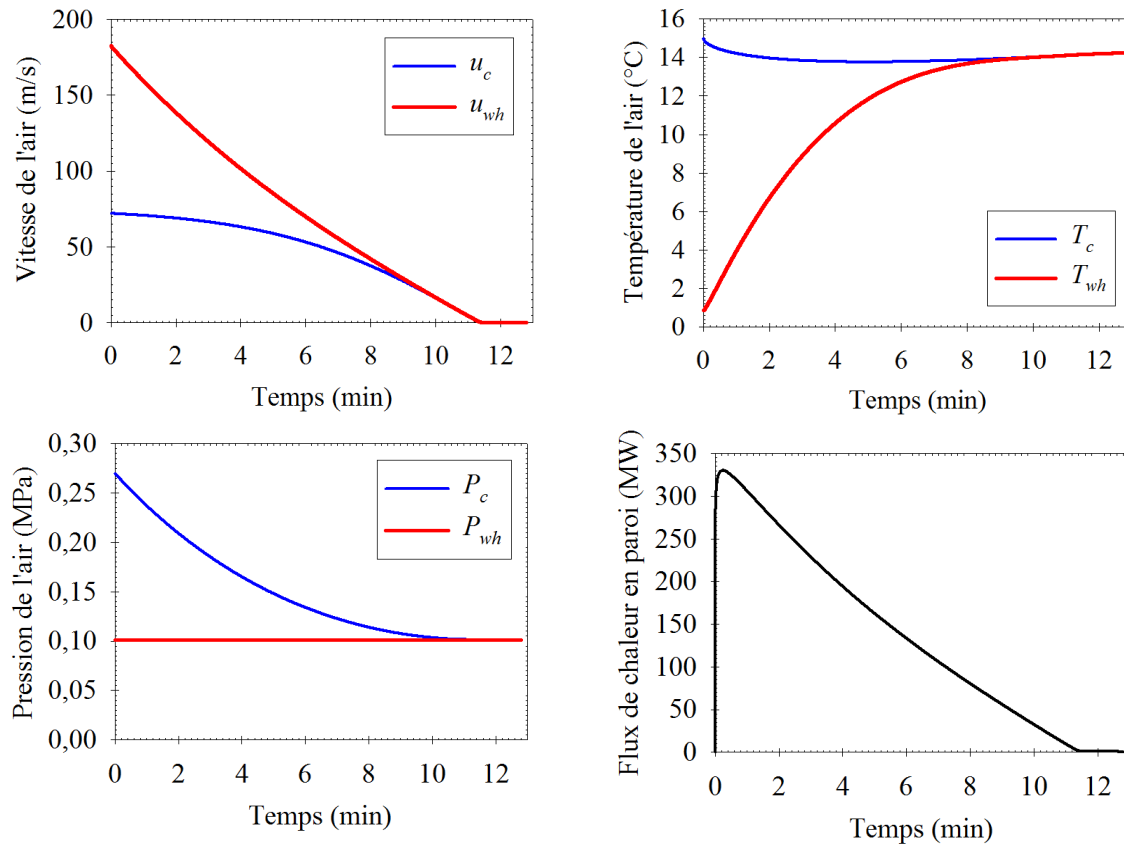 Vitesse de l'air (m/s)
200
150
100
50
0
u_c
u_wh
0 2 4 6 8 10 12
Temps (min)
Température de l'air (°C)
16
14
12
10
8
6
4
2
0
T_c
T_wh
0 2 4 6 8 10 12
Temps (min)
Pression de l'air (MPa)
0,30
0,25
0,20
0,15
0,10
0,05
0,00
P_c
P_wh
0 2 4 6 8 10 12
Temps (min)
Flux de chaleur en paroi (MW)
350
300
250
200
150
100
50
0
0 2 4 6 8 10 12
Temps (min)